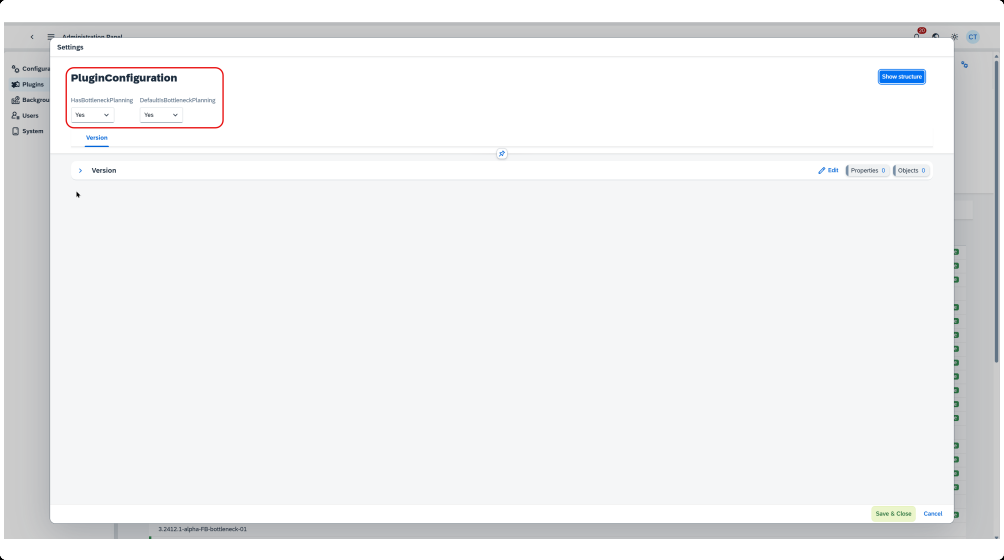 Administration Panel
20
CT
Settings
Configura
Plugins
Backgrou
Users
System
PluginConfiguration
Show structure
HasBottleneckPlanning DefaultIsBottleneckPlanning
Yes Yes
Version
Version
Edit Properties 0 Objects 0
Save & Close Cancel
3.2412.1-alpha-FB-bottleneck-01